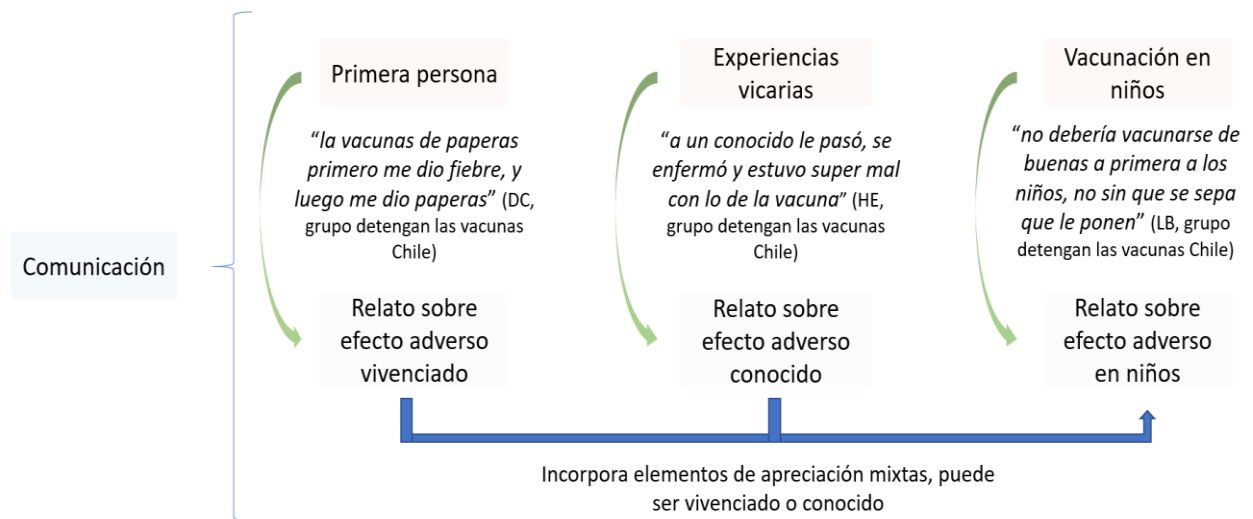 Comunicación
Primera persona
“la vacunas de paperas
primero me dio fiebre, y
luego me dio paperas” (DC,
grupo detengan las vacunas
Chile)
Relato sobre
efecto adverso
vivenciado
Experiencias
vicarias
“a un conocido le pasó, se
enfermó y estuvo super mal
con lo de la vacuna” (HE,
grupo detengan las vacunas
Chile)
Relato sobre
efecto adverso
conocido
Vacunación en
niños
“no debería vacunarse de
buenas a primera a los
niños, no sin que se sepa
que le ponen” (LB, grupo
detengan las vacunas Chile)
Relato sobre
efecto adverso
en niños
Incorpora elementos de apreciación mixtas, puede
ser vivenciado o conocido